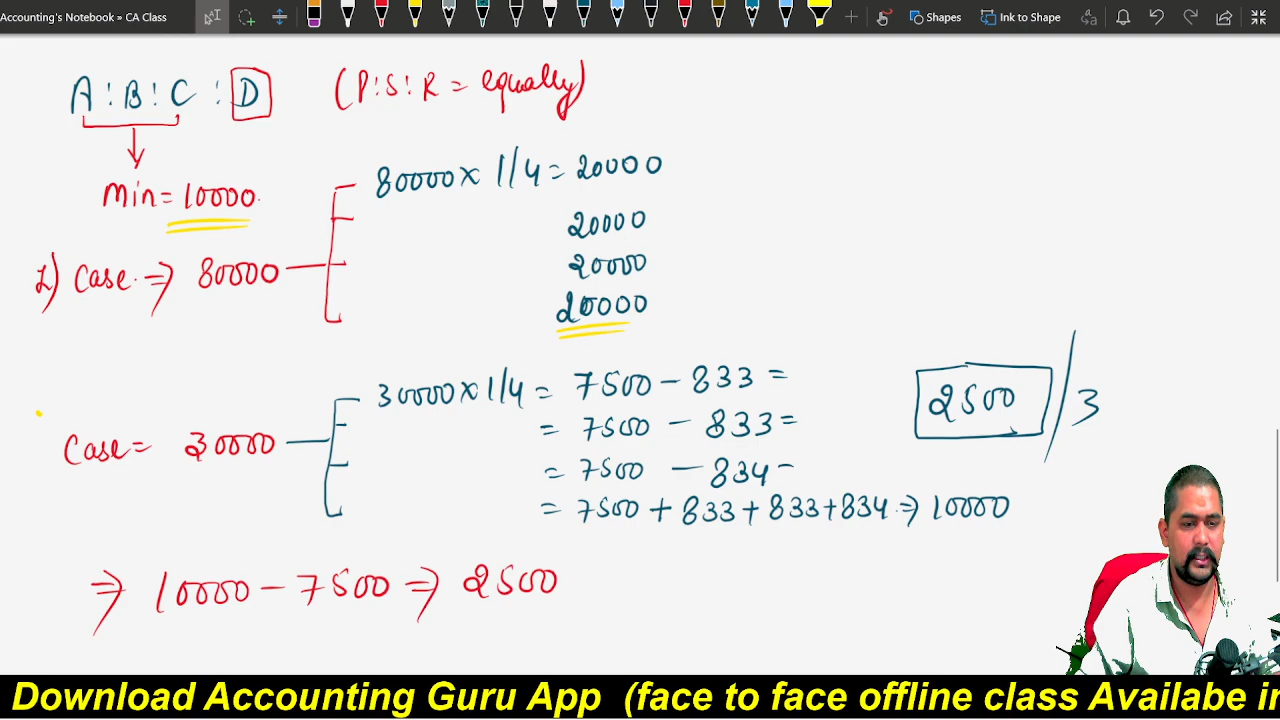 Accounting's Notebook » CA Class
Shapes
Ink to Shape
A : B : C : D (P:S:R = equally)
Min = 10000
1) Case ⇒ 80000
80000 x 1/4 = 20000
20000
20000
20000
Case = 30000
30000 x 1/4 = 7500 - 833 =
= 7500 - 833 =
= 7500 - 834 =
= 7500 + 833 + 833 + 834 ⇒ 10000
2500 / 3
⇒ 10000 - 7500 ⇒ 2500
Download Accounting Guru App (face to face offline class Availabe in